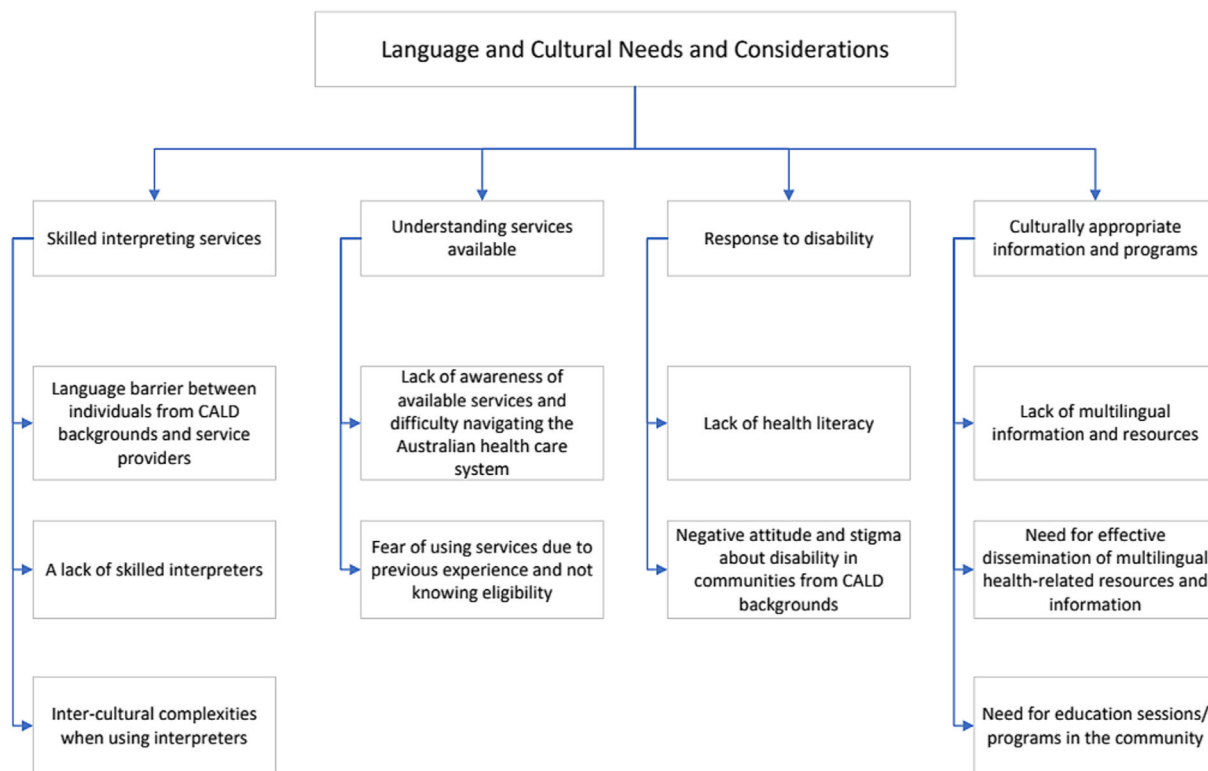 Language and Cultural Needs and Considerations
Skilled interpreting services
Understanding services
available
Response to disability
Culturally appropriate
information and programs
Language barrier between
individuals from CALD
backgrounds and service
providers
Lack of awareness of
available services and
difficulty navigating the
Australian health care
system
Lack of health literacy
Lack of multilingual
information and resources
A lack of skilled interpreters
Fear of using services due to
previous experience and not
knowing eligibility
Negative attitude and stigma
about disability in
communities from CALD
backgrounds
Need for effective
dissemination of multilingual
health-related resources and
information
Inter-cultural complexities
when using interpreters
Need for education sessions/
programs in the community